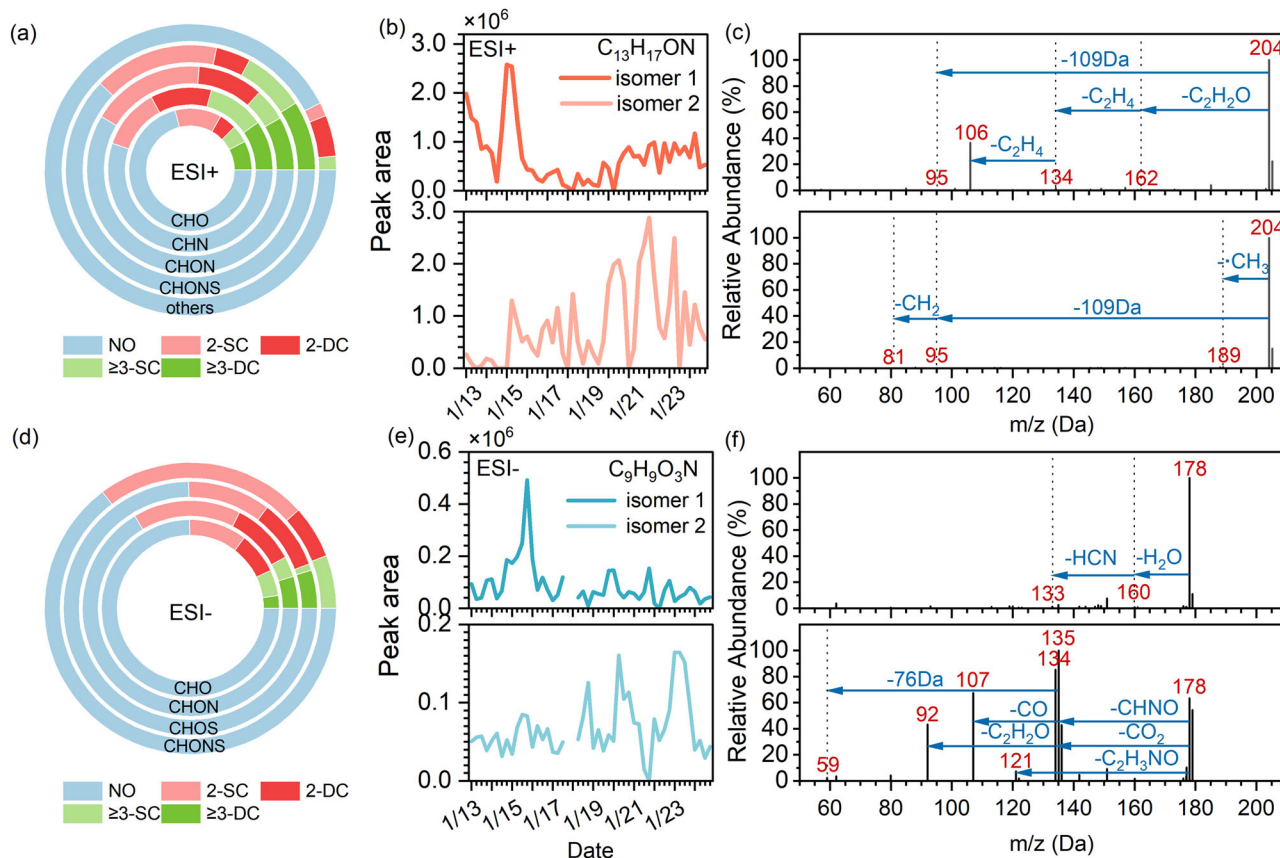 (a)
ESI+
CHO
CHN
CHON
CHONS
others
NO 2-SC 2-DC
≥3-SC ≥3-DC
(b)
×10⁶
ESI+ C₁₃H₁₇ON
isomer 1
isomer 2
3.0
2.0
1.0
0.0
3.0
2.0
1.0
0.0
Peak area
1/13 1/15 1/17 1/19 1/21 1/23
(c)
Relative Abundance (%)
100
80
60
40
20
0
204
-109Da
-C₂H₄ -C₂H₂O
106
-C₂H₄
95 134 162
100
80
60
40
20
0
204
-·CH₃
-CH₂
-109Da
81 95 189
60 80 100 120 140 160 180 200
m/z (Da)
(d)
ESI-
CHO
CHON
CHOS
CHONS
NO 2-SC 2-DC
≥3-SC ≥3-DC
(e)
×10⁶
ESI- C₉H₉O₃N
isomer 1
isomer 2
0.6
0.4
0.2
0.0
0.2
0.1
0.0
Peak area
1/13 1/15 1/17 1/19 1/21 1/23
Date
(f)
Relative Abundance (%)
100
80
60
40
20
0
178
-HCN -H₂O
133 160
100
80
60
40
20
0
135
134
-76Da 107 178
-CO -CHNO
92
-C₂H₂O -CO₂
59 121 -C₂H₃NO
60 80 100 120 140 160 180 200
m/z (Da)